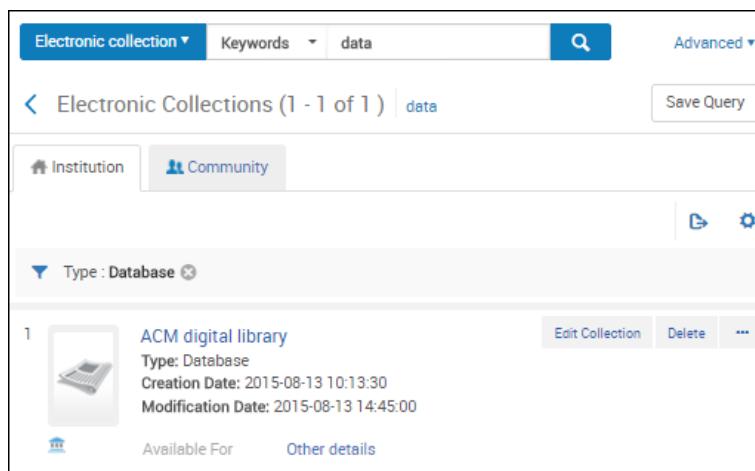 Electronic collection Keywords data Advanced
Electronic Collections (1 - 1 of 1 ) data Save Query
Institution Community
Type : Database
1 ACM digital library Edit Collection Delete ...
Type: Database
Creation Date: 2015-08-13 10:13:30
Modification Date: 2015-08-13 14:45:00
Available For Other details